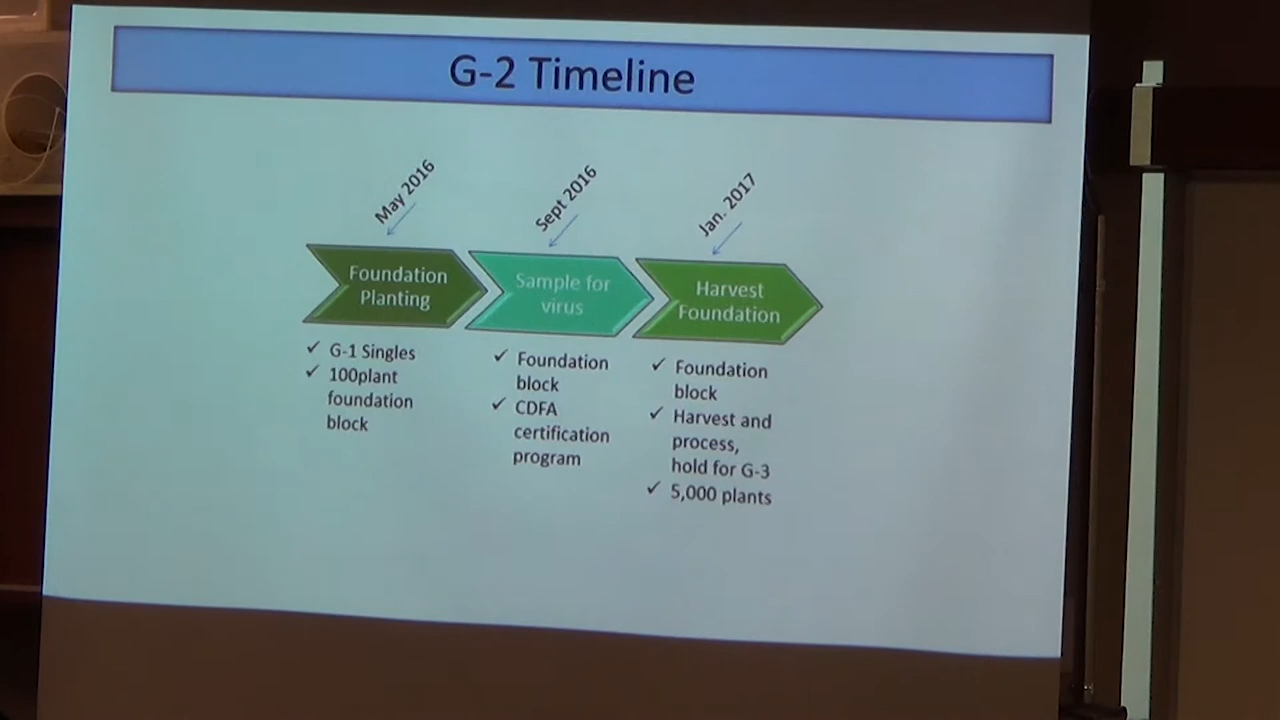 G-2 Timeline
May 2016
Sept 2016
Jan. 2017
Foundation
Planting
Sample for
virus
Harvest
Foundation
✓ G-1 Singles
✓ 100plant
foundation
block
✓ Foundation
block
✓ CDFA
certification
program
✓ Foundation
block
✓ Harvest and
process,
hold for G-3
✓ 5,000 plants